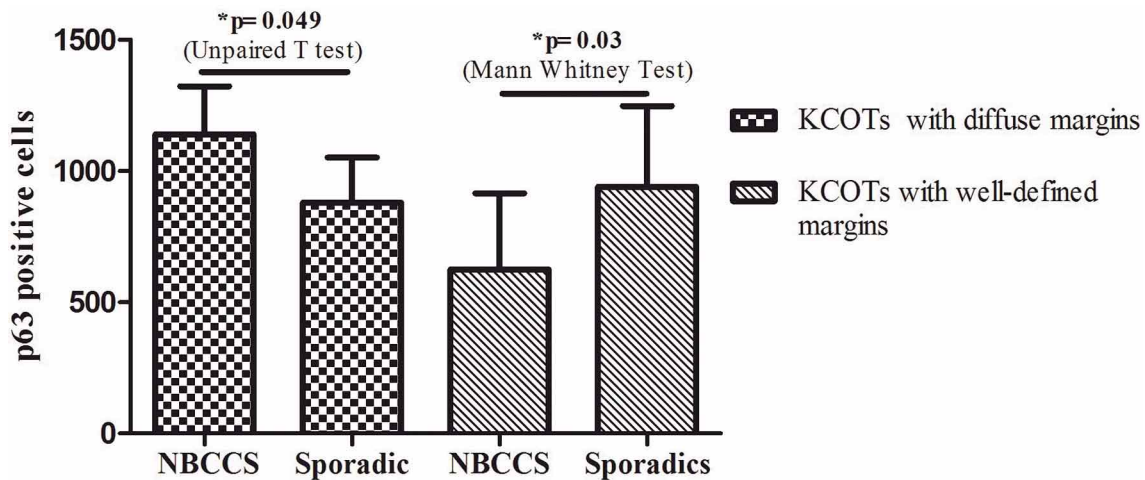 *p= 0.049
(Unpaired T test)
*p= 0.03
(Mann Whitney Test)
1500
1000
500
0
p63 positive cells
NBCCS
Sporadic
NBCCS
Sporadics
KCOTs with diffuse margins
KCOTs with well-defined
margins